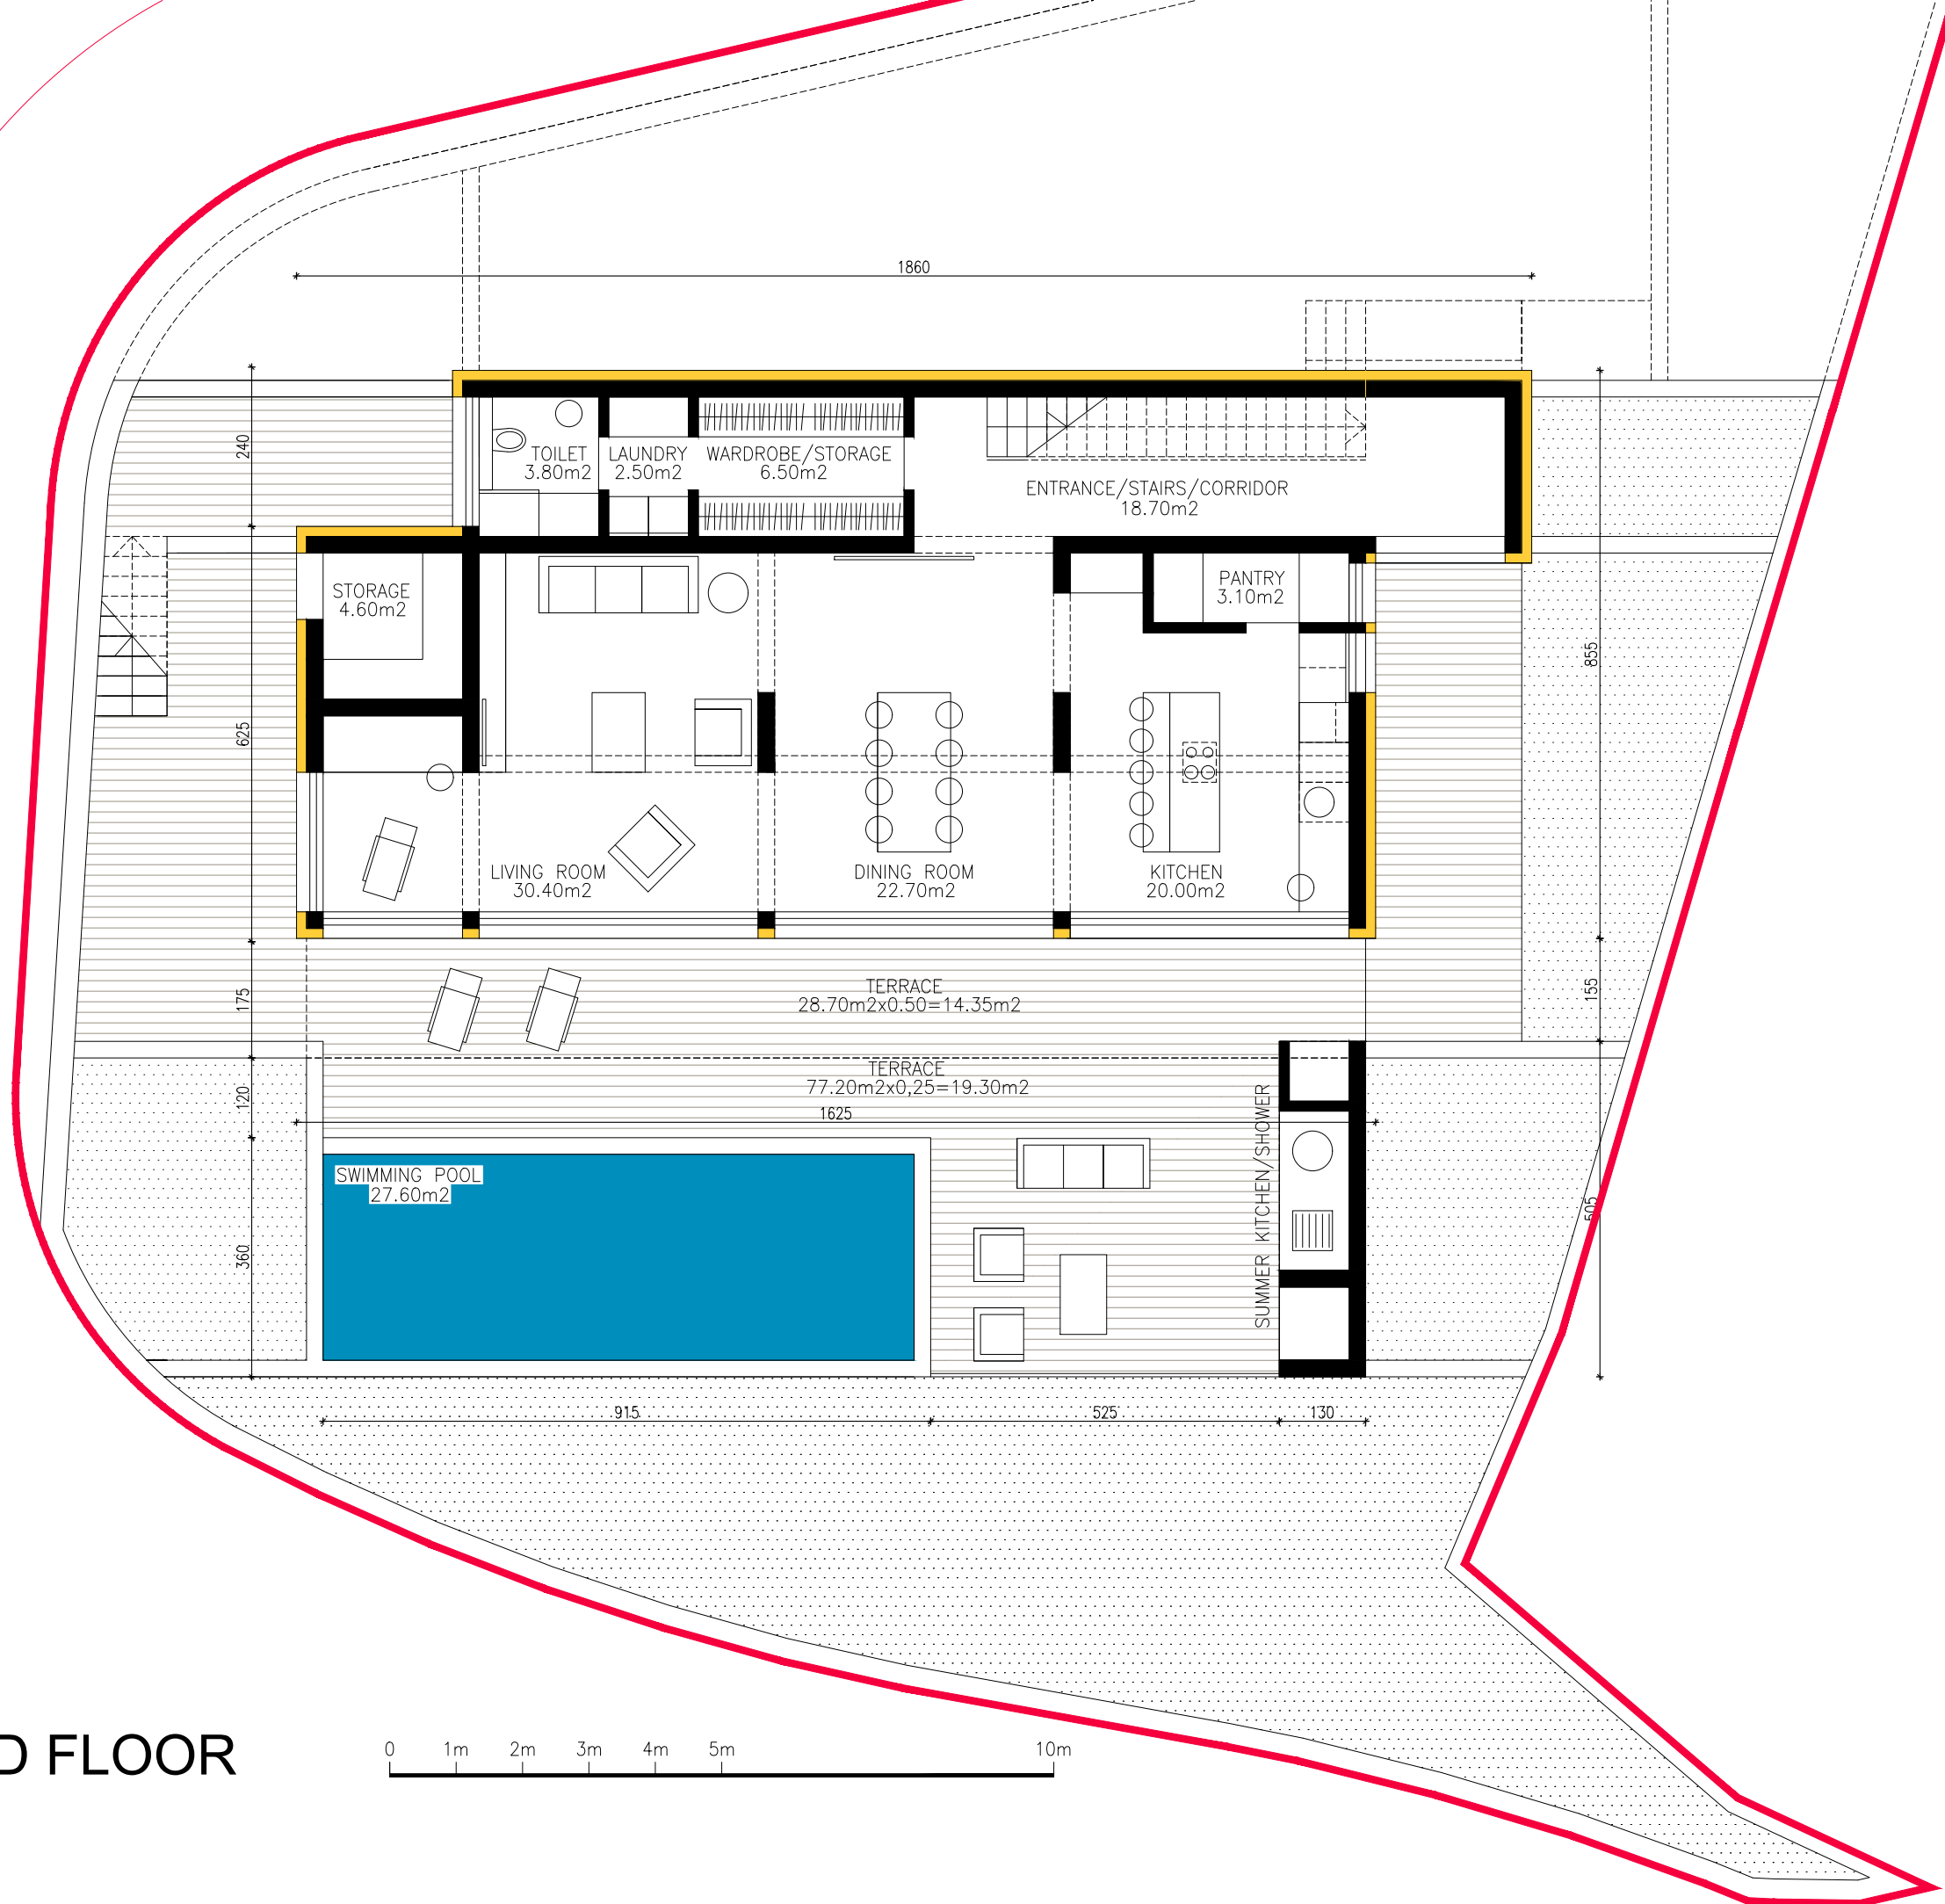 1860
240
TOILET
3.80m2
LAUNDRY
2.50m2
WARDROBE/STORAGE
6.50m2
ENTRANCE/STAIRS/CORRIDOR
18.70m2
STORAGE
4.60m2
PANTRY
3.10m2
855
625
LIVING ROOM
30.40m2
DINING ROOM
22.70m2
KITCHEN
20.00m2
175
TERRACE
28.70m2x0.50=14.35m2
155
120
TERRACE
77.20m2x0,25=19.30m2
1625
SUMMER KITCHEN/SHOWER
SWIMMING POOL
27.60m2
360
605
915
525
130
D FLOOR
0 1m 2m 3m 4m 5m 10m